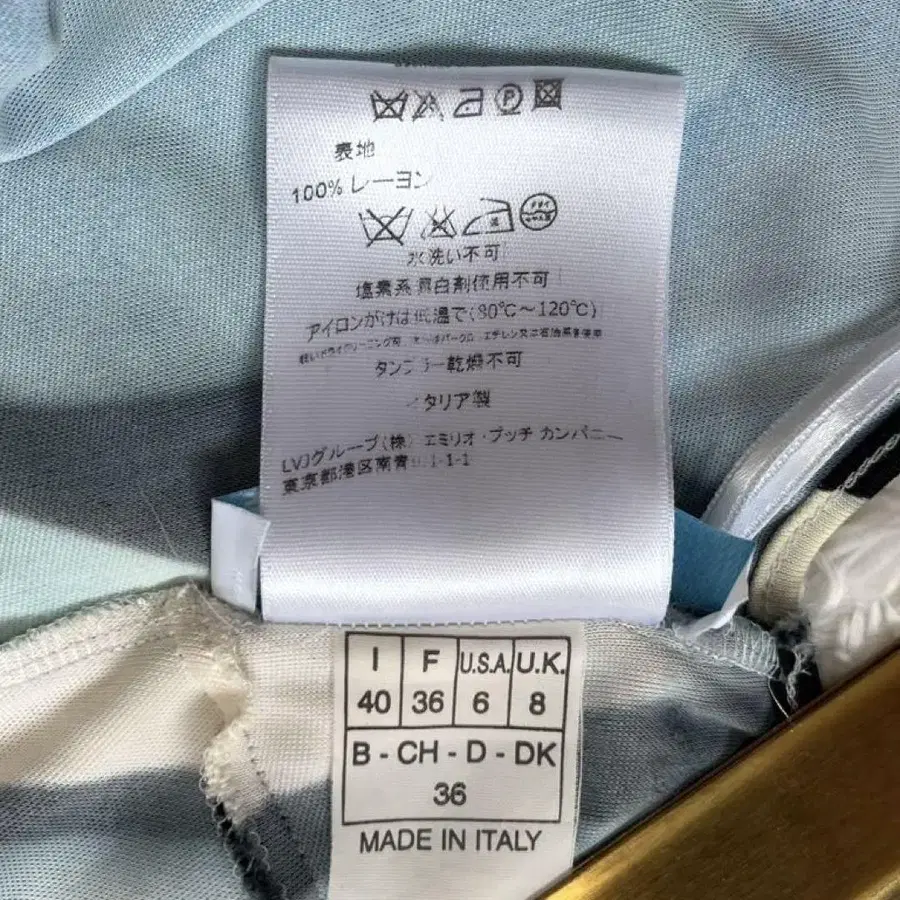 P
表地
100% レーヨン
ドライ
水洗い不可
塩素系漂白剤使用不可
アイロンがけは低温で(80℃～120℃)
タンブラー乾燥不可
イタリア製
LVJグループ(株) エミリオ・プッチ カンパニー
東京都港区南青山1-1-1
I F U.S.A. U.K.
40 36 6 8
B - CH - D - DK
36
MADE IN ITALY